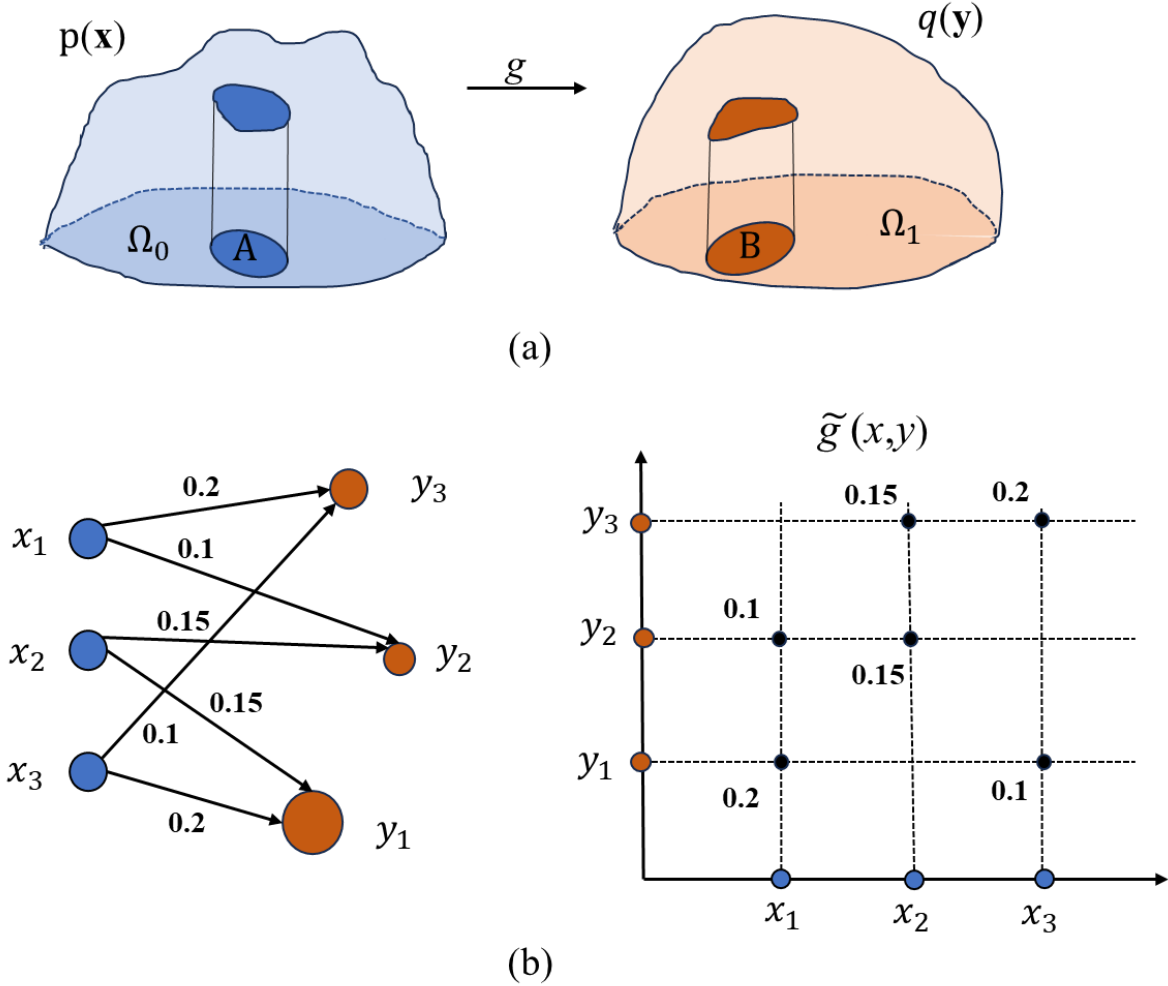 p(x) g q(y)
Ω₀ A B Ω₁
(a)
g̃ (x,y)
0.2 y₃
x₁ 0.1
0.15
x₂ y₂
0.15
0.1
x₃
0.2 y₁
0.15 0.2
y₃
0.1
y₂
0.15
y₁
0.2 0.1
x₁ x₂ x₃
(b)